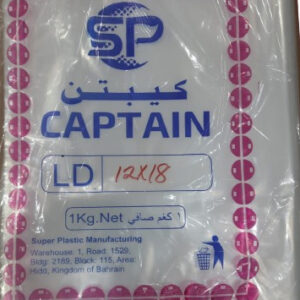 SP
كيبتن
CAPTAIN
LD 12X18
1Kg.Net ١ كغم صافي
Super Plastic Manufacturing
Warehouse: 1, Road: 1529,
Bldg: 2189, Block: 115, Area:
Hidd, Kingdom of Bahrain